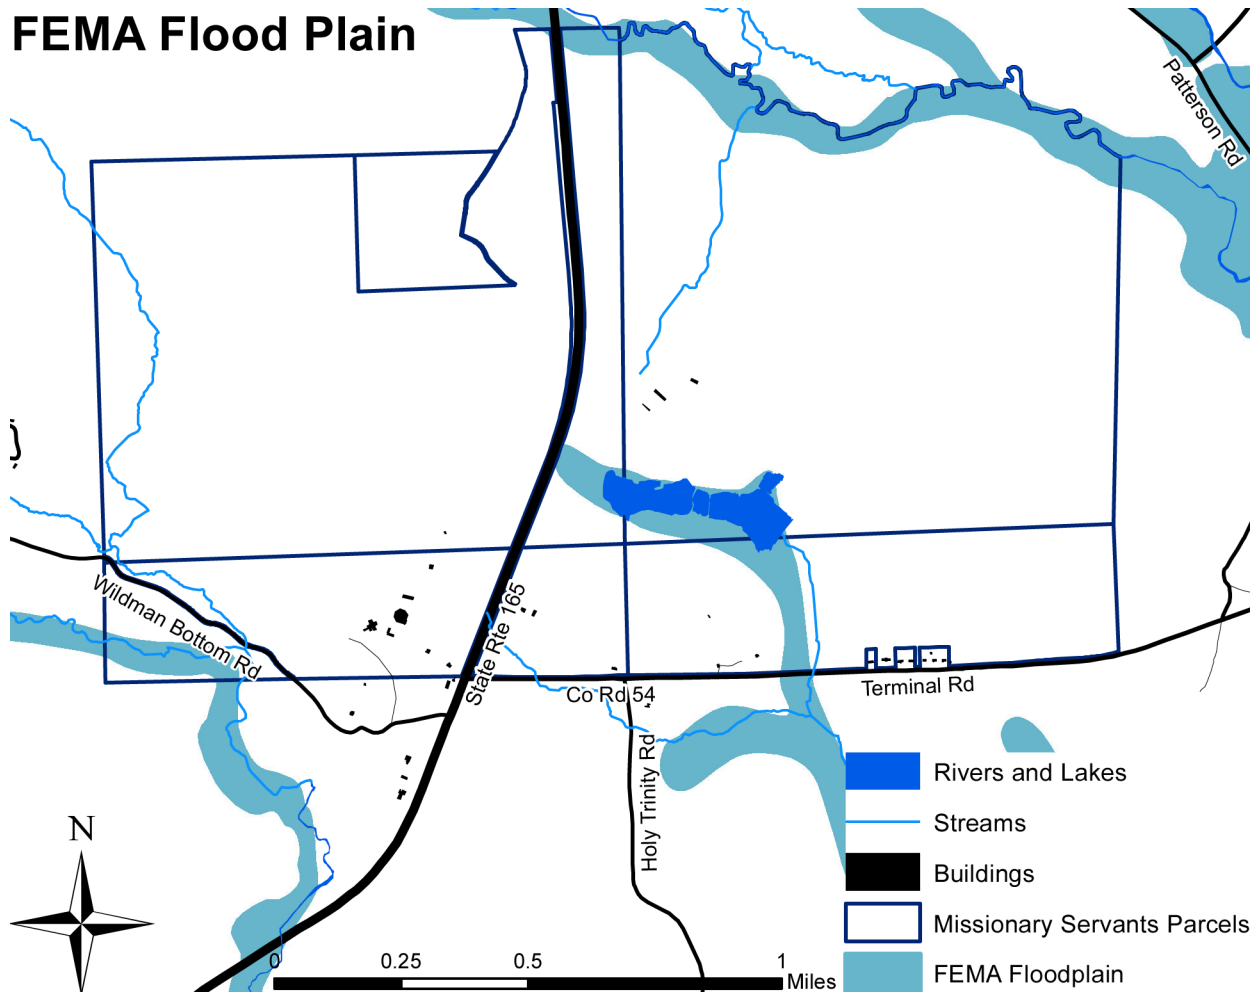 FEMA Flood Plain
Patterson Rd
Wildman Bottom Rd
State Rte 165
Co Rd 54
Terminal Rd
Holy Trinity Rd
N
0 0.25 0.5 1
Miles
Rivers and Lakes
Streams
Buildings
Missionary Servants Parcels
FEMA Floodplain